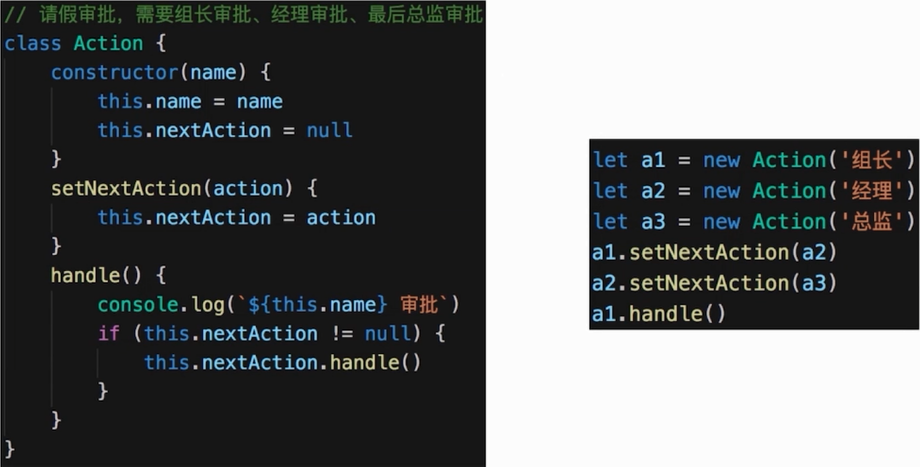 // 请假审批，需要组长审批、经理审批、最后总监审批
class Action {
    constructor(name) {
        this.name = name
        this.nextAction = null
    }
    setNextAction(action) {
        this.nextAction = action
    }
    handle() {
        console.log(`${this.name} 审批`)
        if (this.nextAction != null) {
            this.nextAction.handle()
        }
    }
}
let a1 = new Action('组长')
let a2 = new Action('经理')
let a3 = new Action('总监')
a1.setNextAction(a2)
a2.setNextAction(a3)
a1.handle()